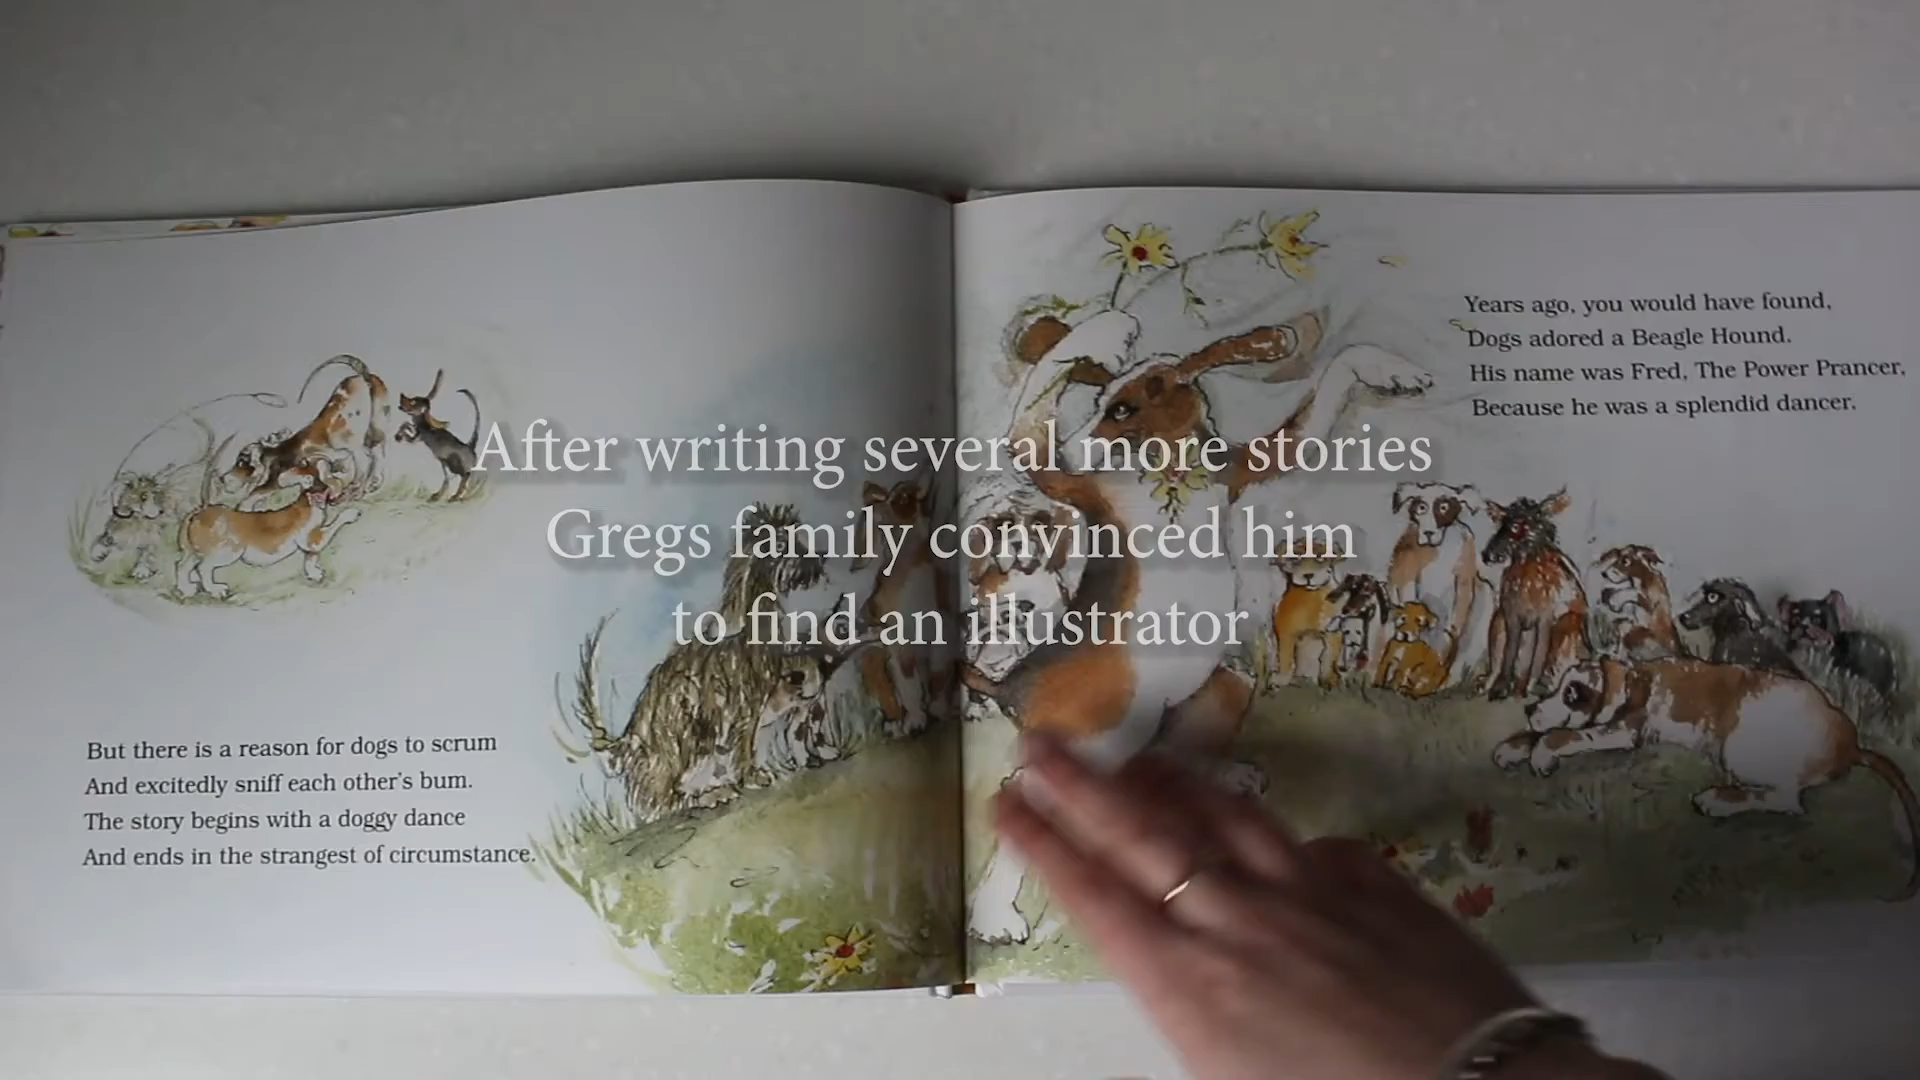 Years ago, you would have found,
Dogs adored a Beagle Hound.
His name was Fred, The Power Prancer,
Because he was a splendid dancer.
After writing several more stories
Gregs family convinced him
to find an illustrator
But there is a reason for dogs to scrum
And excitedly sniff each other's bum.
The story begins with a doggy dance
And ends in the strangest of circumstance.